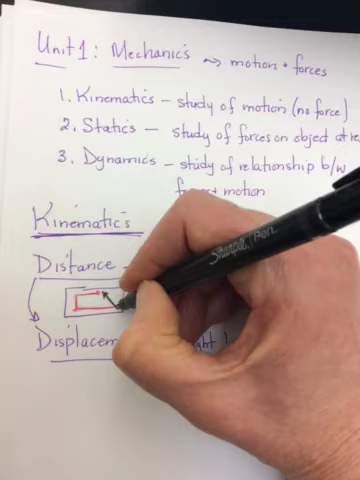 Unit 1: Mechanics ~> motion + forces
1. Kinematics - study of motion (no force)
2. Statics - study of forces on object at
3. Dynamics - study of relationship b/w
motion
Kinematics
Distance -
Sharpie Pen